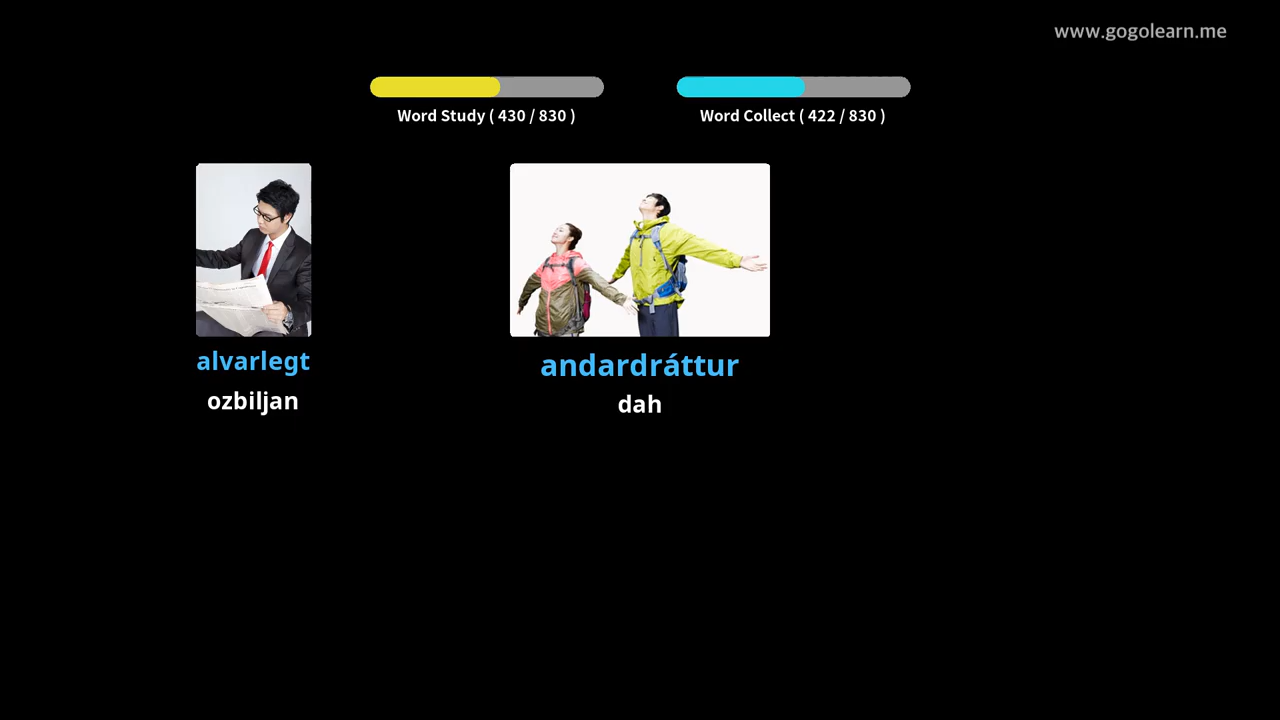 www.gogolearn.me
Word Study ( 430 / 830 )
Word Collect ( 422 / 830 )
alvarlegt
ozbiljan
andardráttur
dah